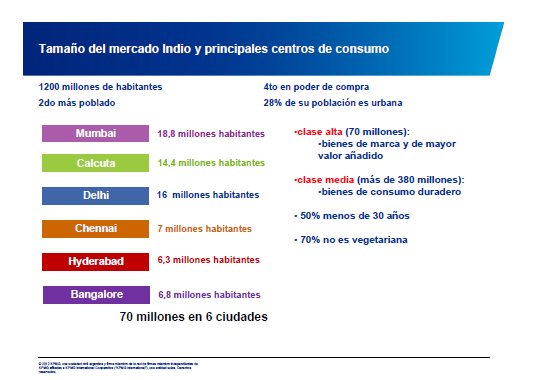 Tamaño del mercado Indio y principales centros de consumo
1200 millones de habitantes
2do más poblado
4to en poder de compra
28% de su población es urbana
Mumbai 18,8 millones habitantes
Calcuta 14,4 millones habitantes
Delhi 16 millones habitantes
Chennai 7 millones habitantes
Hyderabad 6,3 millones habitantes
Bangalore 6,8 millones habitantes
70 millones en 6 ciudades
•clase alta (70 millones):
•bienes de marca y de mayor
valor añadido
•clase media (más de 380 millones):
•bienes de consumo duradero
• 50% menos de 30 años
• 70% no es vegetariana
© 2012 KPMG, una sociedad civil argentina y firma miembro de la red de firmas miembro independientes de
KPMG afiliadas a KPMG International Cooperative ("KPMG International"), una entidad suiza. Derechos
reservados.